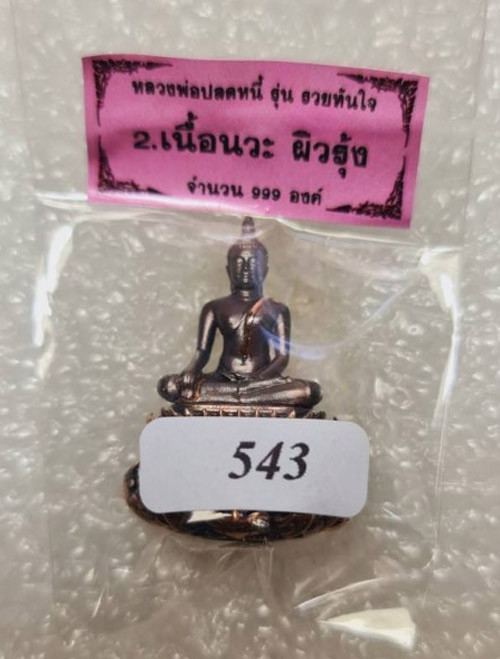 หลวงพ่อปลดหนี้ รุ่น รวยทันใจ
2.เนื้อนวะ ผิวรุ้ง
จำนวน 999 องค์
543